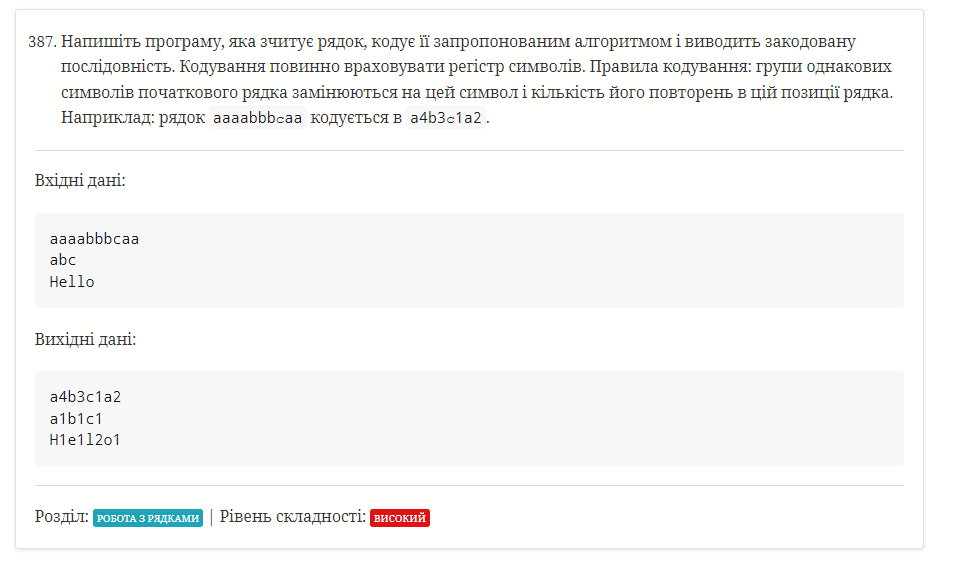 387. Напишіть програму, яка зчитує рядок, кодує її запропонованим алгоритмом і виводить закодовану
послідовність. Кодування повинно враховувати регістр символів. Правила кодування: групи однакових
символів початкового рядка замінюються на цей символ і кількість його повторень в цій позиції рядка.
Наприклад: рядок aaaabbbcaa кодується в a4b3c1a2.
Вхідні дані:
aaaabbbcaa
abc
Hello
Вихідні дані:
a4b3c1a2
a1b1c1
H1e1l2o1
Розділ: РОБОТА З РЯДКАМИ | Рівень складності: ВИСОКИЙ